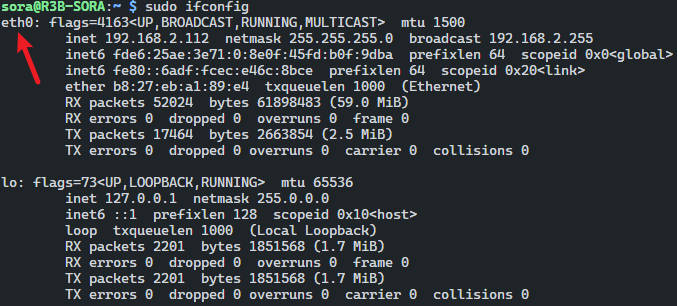 sora@R3B-SORA:~ $ sudo ifconfig
eth0: flags=4163<UP,BROADCAST,RUNNING,MULTICAST>  mtu 1500
        inet 192.168.2.112  netmask 255.255.255.0  broadcast 192.168.2.255
        inet6 fde6:25ae:3e71:0:8e0f:45fd:b0f:9dba  prefixlen 64  scopeid 0x0<global>
        inet6 fe80::6adf:fcec:e46c:8bce  prefixlen 64  scopeid 0x20<link>
        ether b8:27:eb:a1:89:e4  txqueuelen 1000  (Ethernet)
        RX packets 52024  bytes 61898483 (59.0 MiB)
        RX errors 0  dropped 0  overruns 0  frame 0
        TX packets 17464  bytes 2663854 (2.5 MiB)
        TX errors 0  dropped 0 overruns 0  carrier 0  collisions 0

lo: flags=73<UP,LOOPBACK,RUNNING>  mtu 65536
        inet 127.0.0.1  netmask 255.0.0.0
        inet6 ::1  prefixlen 128  scopeid 0x10<host>
        loop  txqueuelen 1000  (Local Loopback)
        RX packets 2201  bytes 1851568 (1.7 MiB)
        RX errors 0  dropped 0  overruns 0  frame 0
        TX packets 2201  bytes 1851568 (1.7 MiB)
        TX errors 0  dropped 0 overruns 0  carrier 0  collisions 0